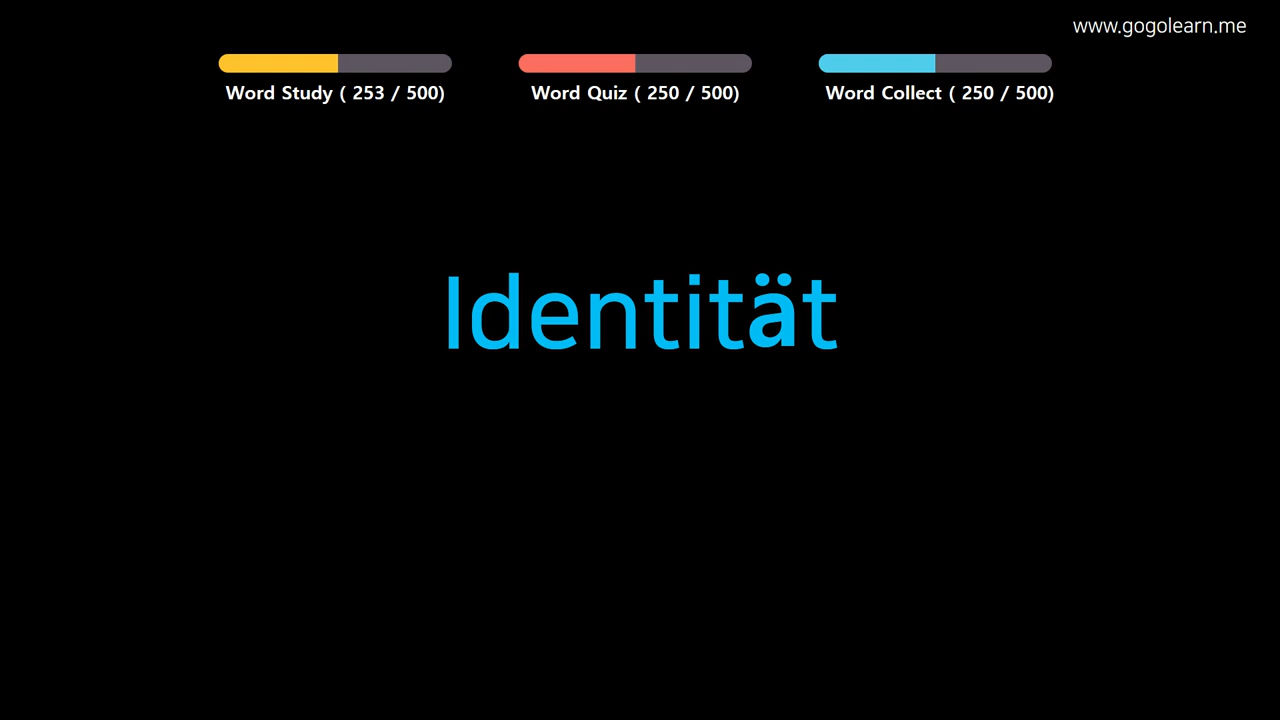 www.gogolearn.me
Word Study ( 253 / 500)
Word Quiz ( 250 / 500)
Word Collect ( 250 / 500)
Identität